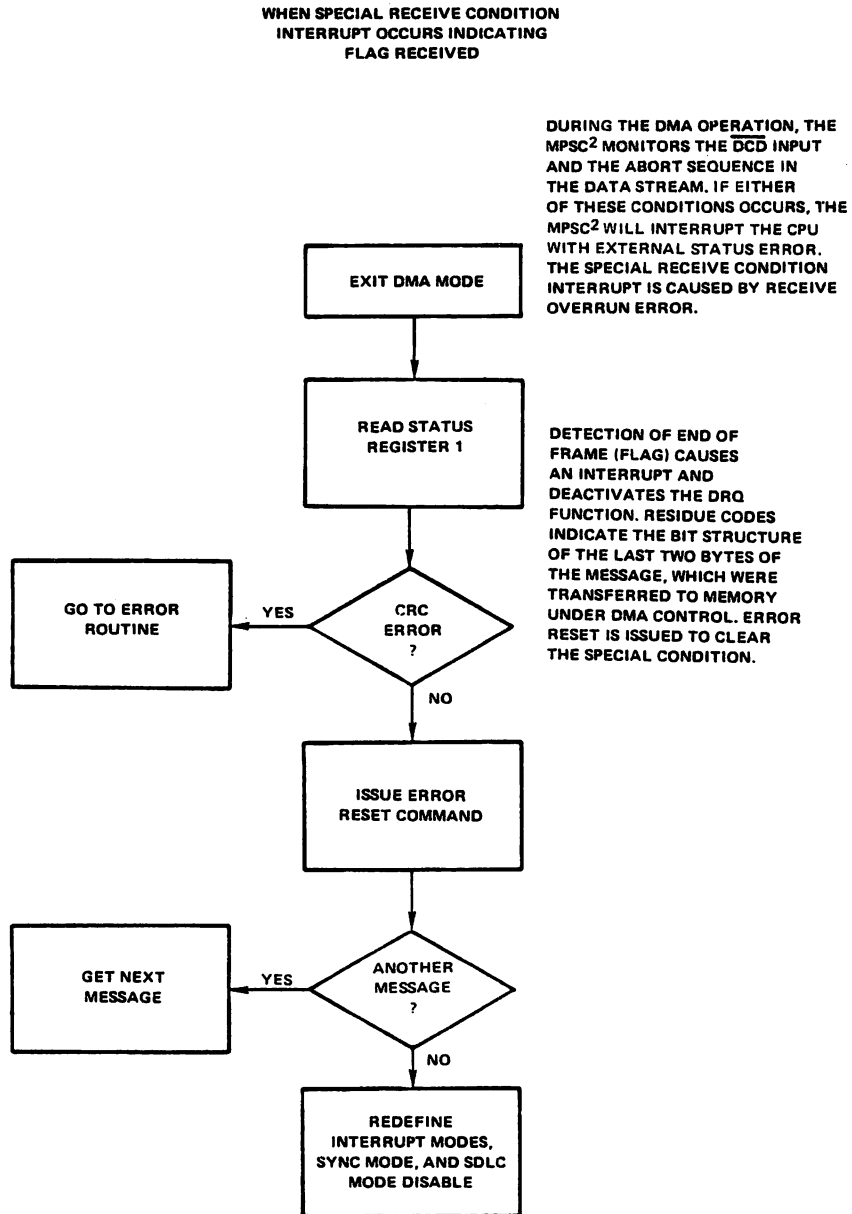 WHEN SPECIAL RECEIVE CONDITION
INTERRUPT OCCURS INDICATING
FLAG RECEIVED
DURING THE DMA OPERATION, THE
MPSC² MONITORS THE D̅C̅D̅ INPUT
AND THE ABORT SEQUENCE IN
THE DATA STREAM. IF EITHER
OF THESE CONDITIONS OCCURS, THE
MPSC² WILL INTERRUPT THE CPU
WITH EXTERNAL STATUS ERROR.
THE SPECIAL RECEIVE CONDITION
INTERRUPT IS CAUSED BY RECEIVE
OVERRUN ERROR.
EXIT DMA MODE
READ STATUS
REGISTER 1
DETECTION OF END OF
FRAME (FLAG) CAUSES
AN INTERRUPT AND
DEACTIVATES THE DRQ
FUNCTION. RESIDUE CODES
INDICATE THE BIT STRUCTURE
OF THE LAST TWO BYTES OF
THE MESSAGE, WHICH WERE
TRANSFERRED TO MEMORY
UNDER DMA CONTROL. ERROR
RESET IS ISSUED TO CLEAR
THE SPECIAL CONDITION.
CRC
ERROR
?
YES
GO TO ERROR
ROUTINE
NO
ISSUE ERROR
RESET COMMAND
ANOTHER
MESSAGE
?
YES
GET NEXT
MESSAGE
NO
REDEFINE
INTERRUPT MODES,
SYNC MODE, AND SDLC
MODE DISABLE